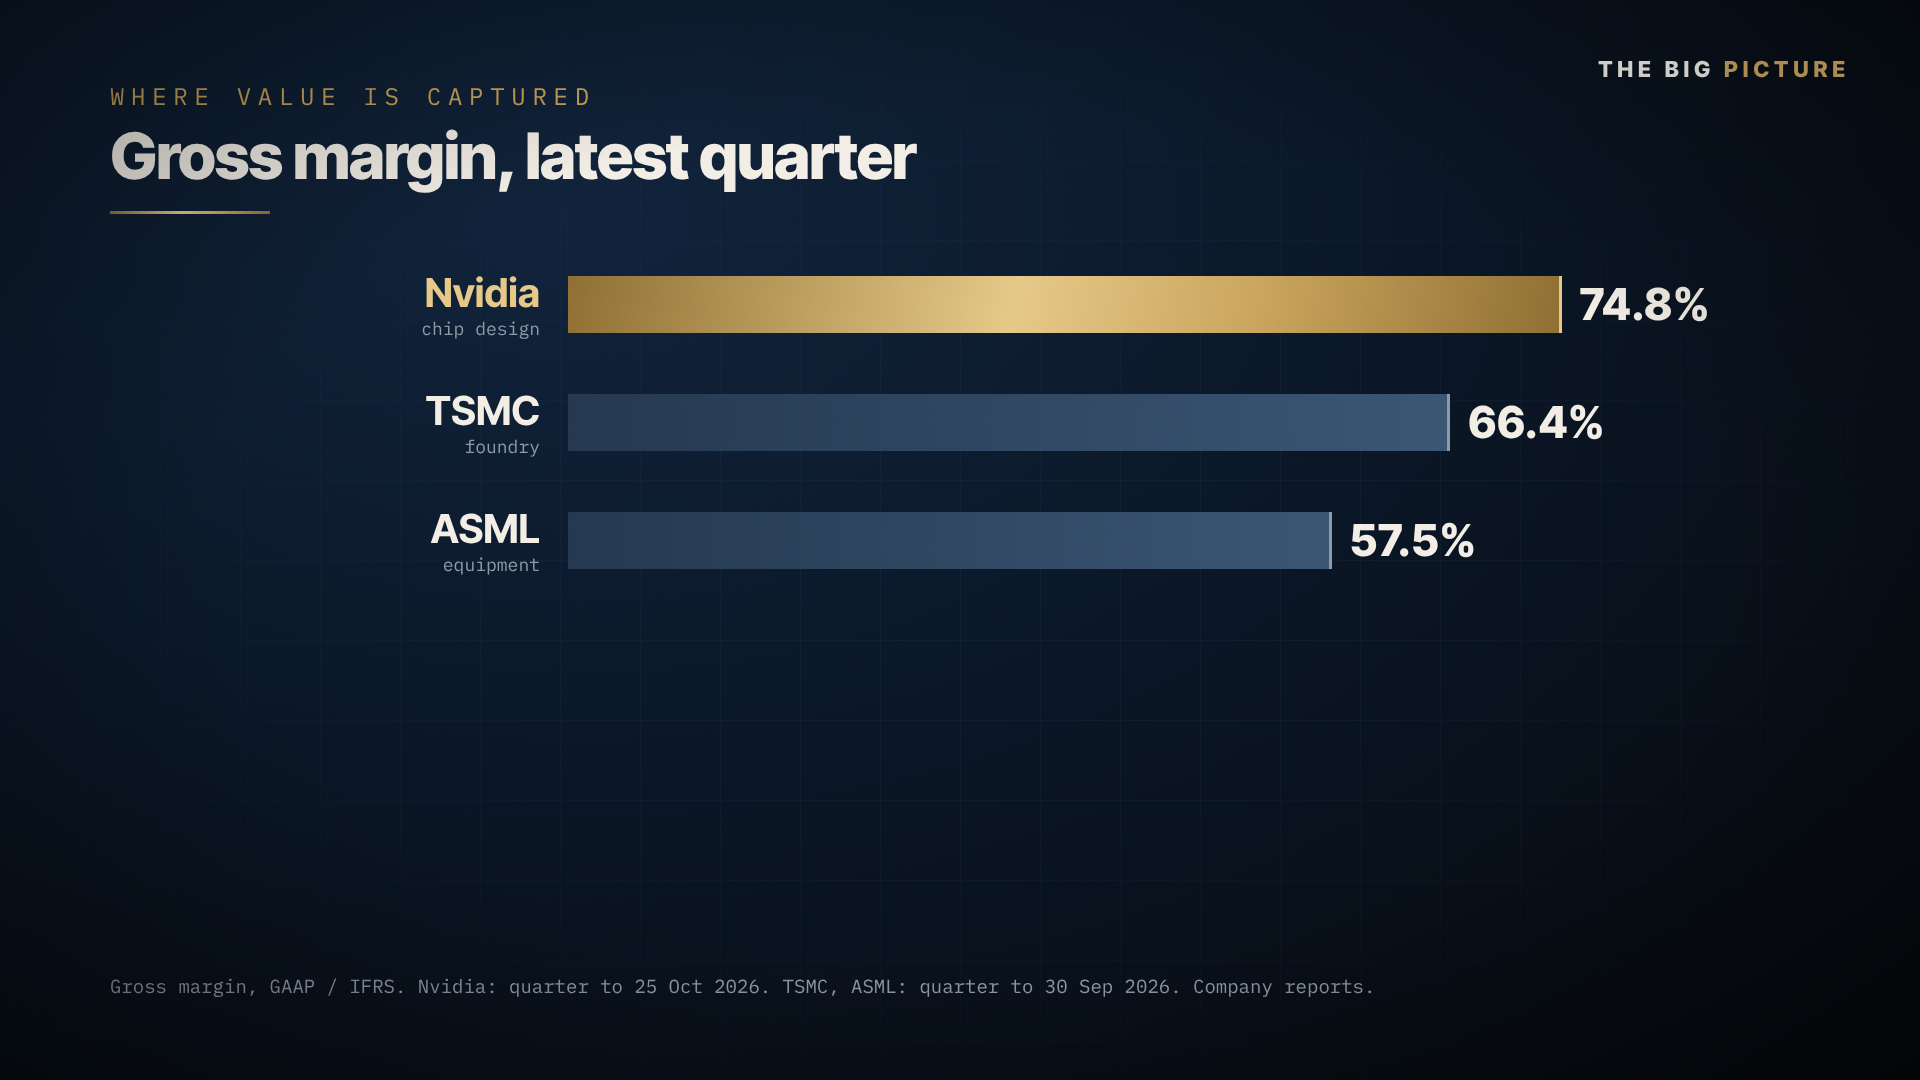 THE BIG PICTURE
WHERE VALUE IS CAPTURED
Gross margin, latest quarter
Nvidia
chip design
74.8%
TSMC
foundry
66.4%
ASML
equipment
57.5%
Gross margin, GAAP / IFRS. Nvidia: quarter to 25 Oct 2026. TSMC, ASML: quarter to 30 Sep 2026. Company reports.